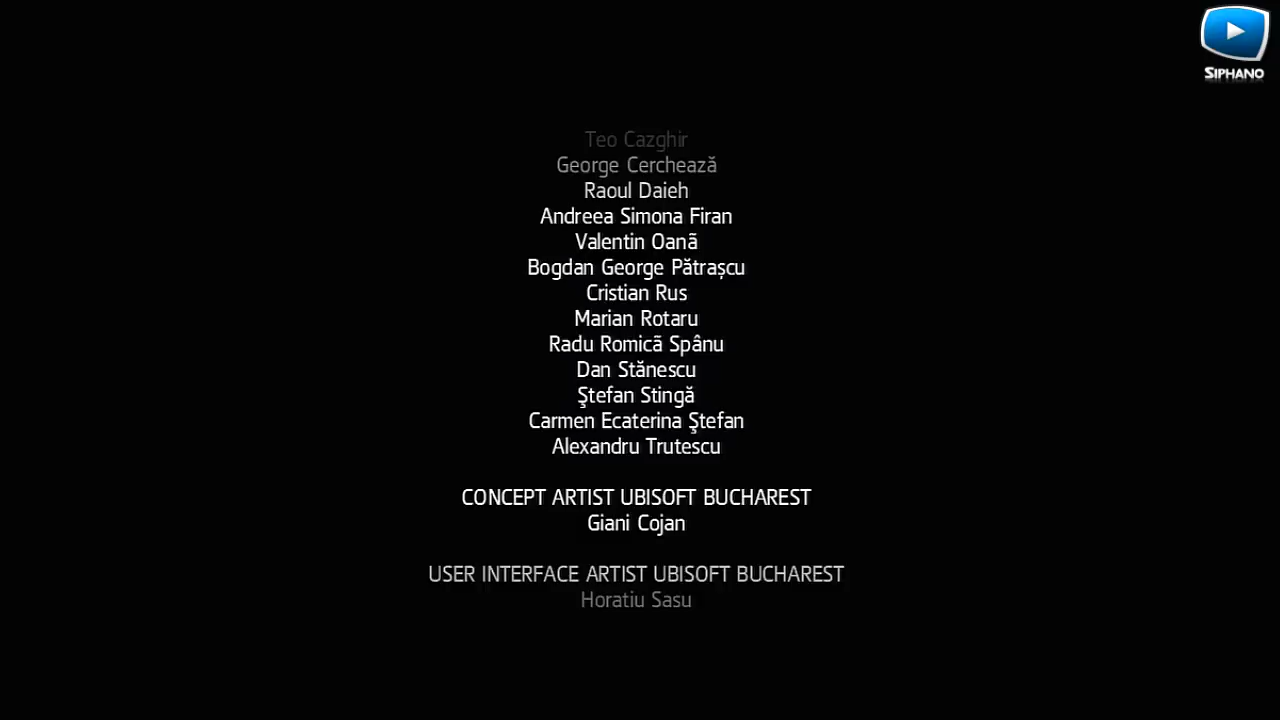 SIPHANO
Teo Cazghir
George Cerchează
Raoul Daieh
Andreea Simona Firan
Valentin Oanã
Bogdan George Pătrașcu
Cristian Rus
Marian Rotaru
Radu Romicã Spânu
Dan Stănescu
Ştefan Stingă
Carmen Ecaterina Ştefan
Alexandru Trutescu
CONCEPT ARTIST UBISOFT BUCHAREST
Giani Cojan
USER INTERFACE ARTIST UBISOFT BUCHAREST
Horatiu Sasu